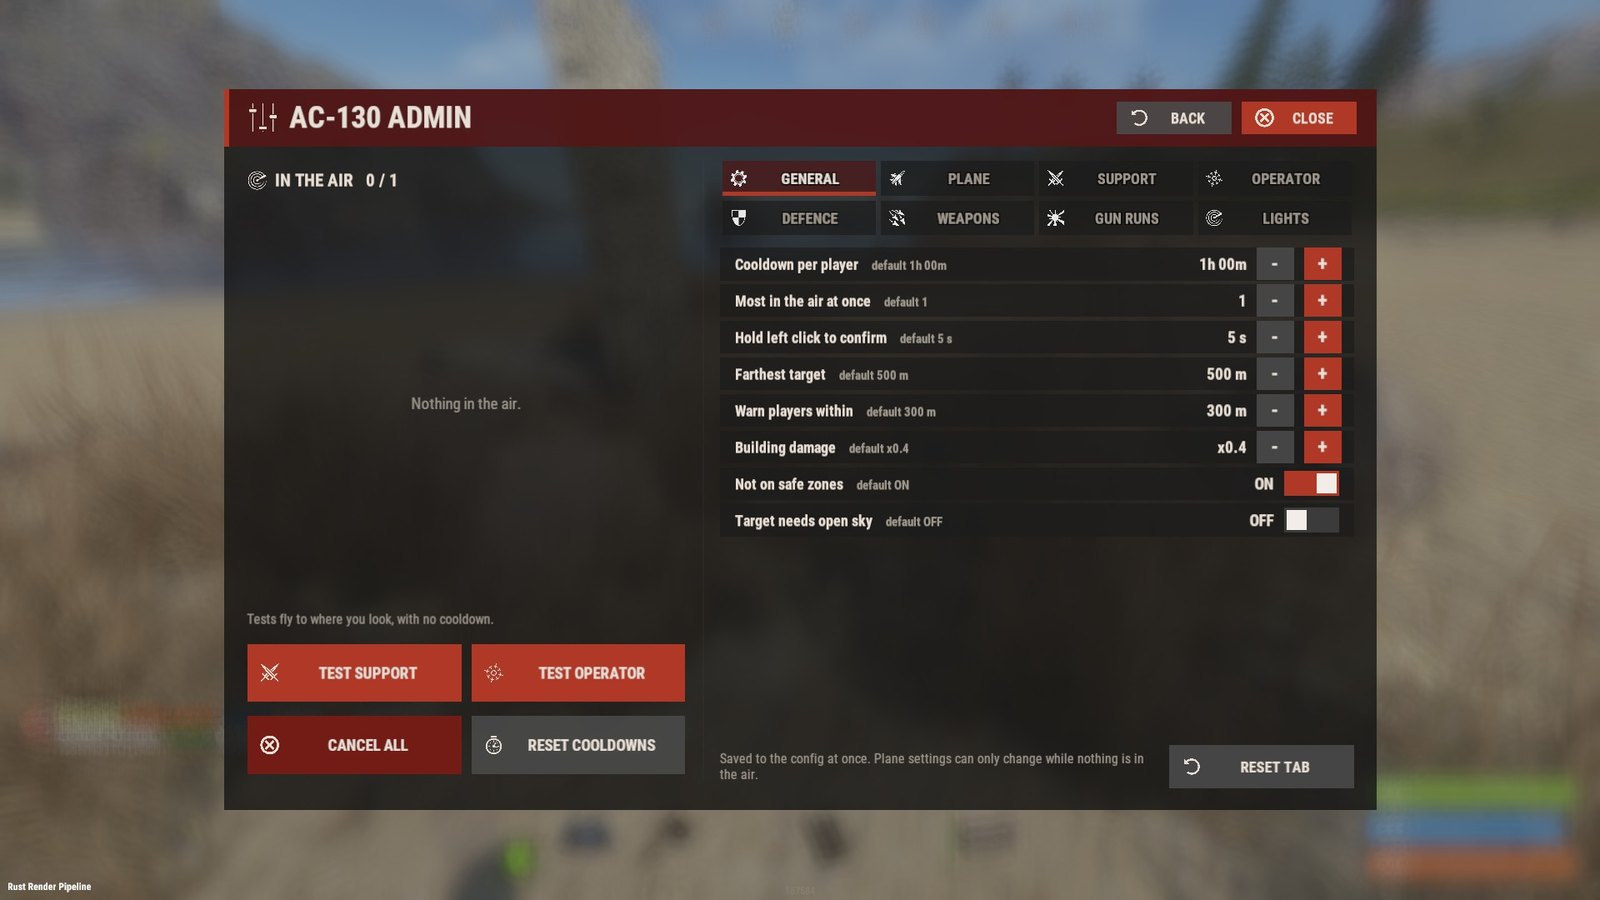 AC-130 ADMIN
BACK
CLOSE
IN THE AIR 0 / 1
GENERAL
PLANE
SUPPORT
OPERATOR
DEFENCE
WEAPONS
GUN RUNS
LIGHTS
Cooldown per player default 1h 00m 1h 00m - +
Most in the air at once default 1 1 - +
Hold left click to confirm default 5 s 5 s - +
Farthest target default 500 m 500 m - +
Warn players within default 300 m 300 m - +
Building damage default x0.4 x0.4 - +
Not on safe zones default ON ON
Target needs open sky default OFF OFF
Nothing in the air.
Tests fly to where you look, with no cooldown.
TEST SUPPORT
TEST OPERATOR
CANCEL ALL
RESET COOLDOWNS
Saved to the config at once. Plane settings can only change while nothing is in
the air.
RESET TAB
Rust Render Pipeline